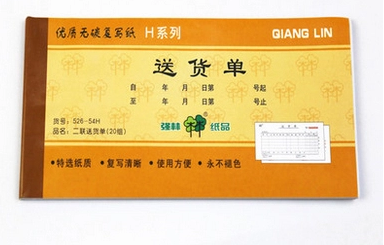 优质无碳复写纸 H系列 QIANG LIN
送货单
自 年 月 日第 号起
至 年 月 日第 号止
货号：526-54H
品名：二联送货单(20组)
强林 纸品
•特选纸质 •复写清晰 •使用方便 •永不褪色